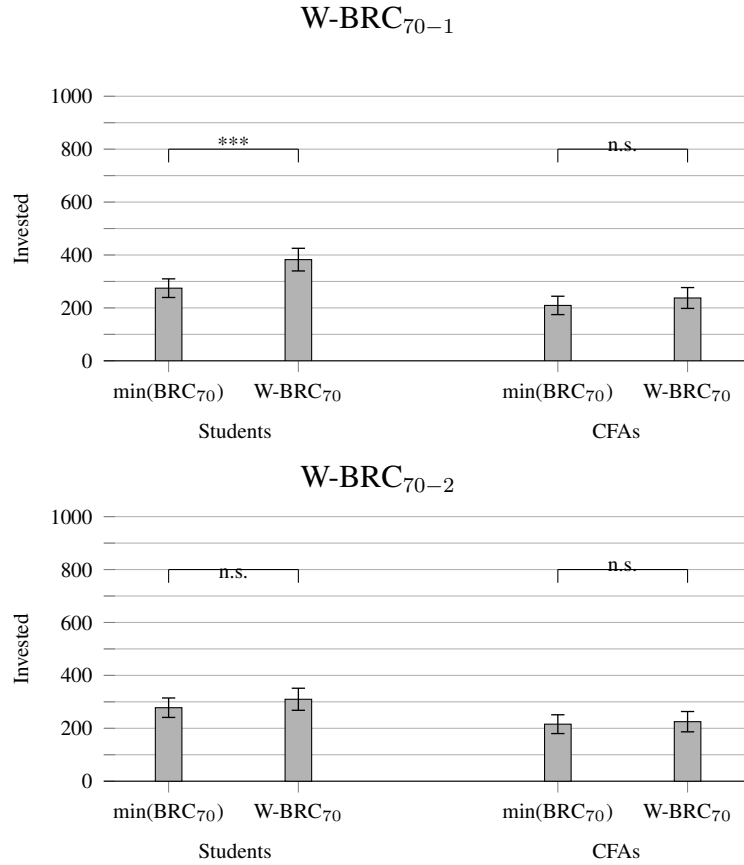 W-BRC₇₀₋₁
1000
800
600
400
200
0
Invested
*** n.s.
min(BRC₇₀) W-BRC₇₀ min(BRC₇₀) W-BRC₇₀
Students CFAs
W-BRC₇₀₋₂
1000
800
600
400
200
0
Invested
n.s. n.s.
min(BRC₇₀) W-BRC₇₀ min(BRC₇₀) W-BRC₇₀
Students CFAs